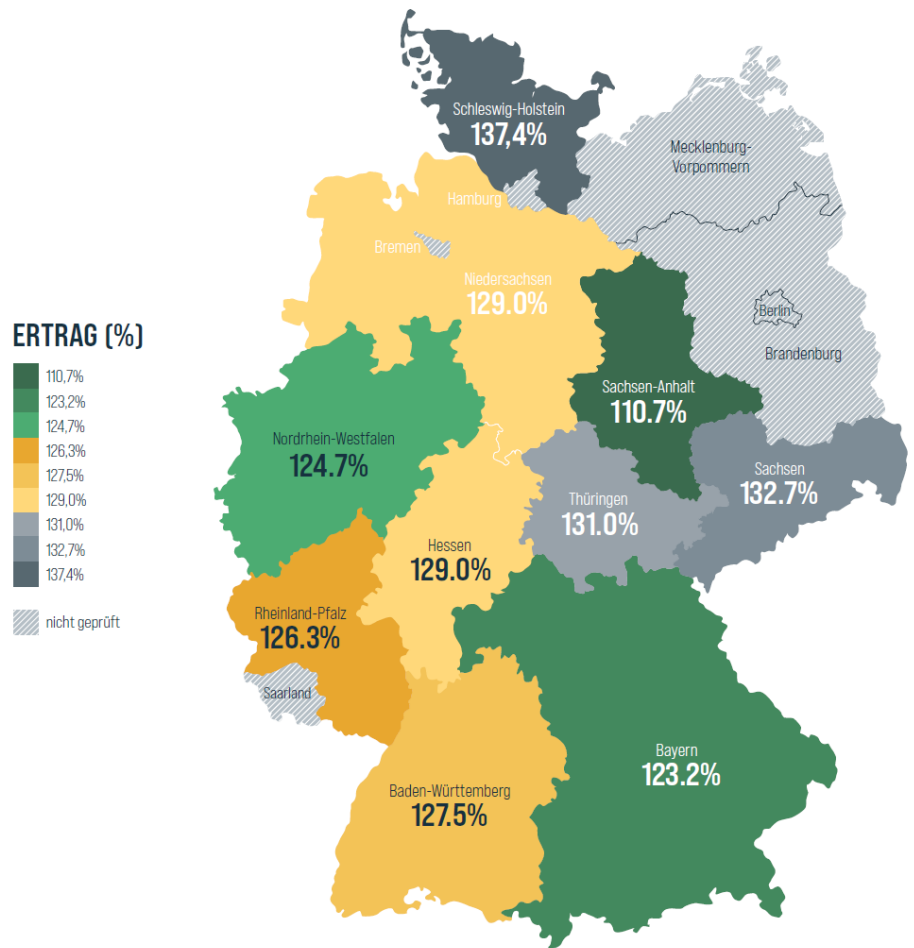 Schleswig-Holstein
137,4%
Mecklenburg-
Vorpommern
Hamburg
Bremen
Niedersachsen
129.0%
Berlin
Brandenburg
ERTRAG (%)
110,7%
123,2%
124,7%
126,3%
127,5%
129,0%
131,0%
132,7%
137,4%
nicht geprüft
Sachsen-Anhalt
110.7%
Nordrhein-Westfalen
124.7%
Sachsen
132.7%
Thüringen
131.0%
Hessen
129.0%
Rheinland-Pfalz
126.3%
Saarland
Bayern
123.2%
Baden-Württemberg
127.5%